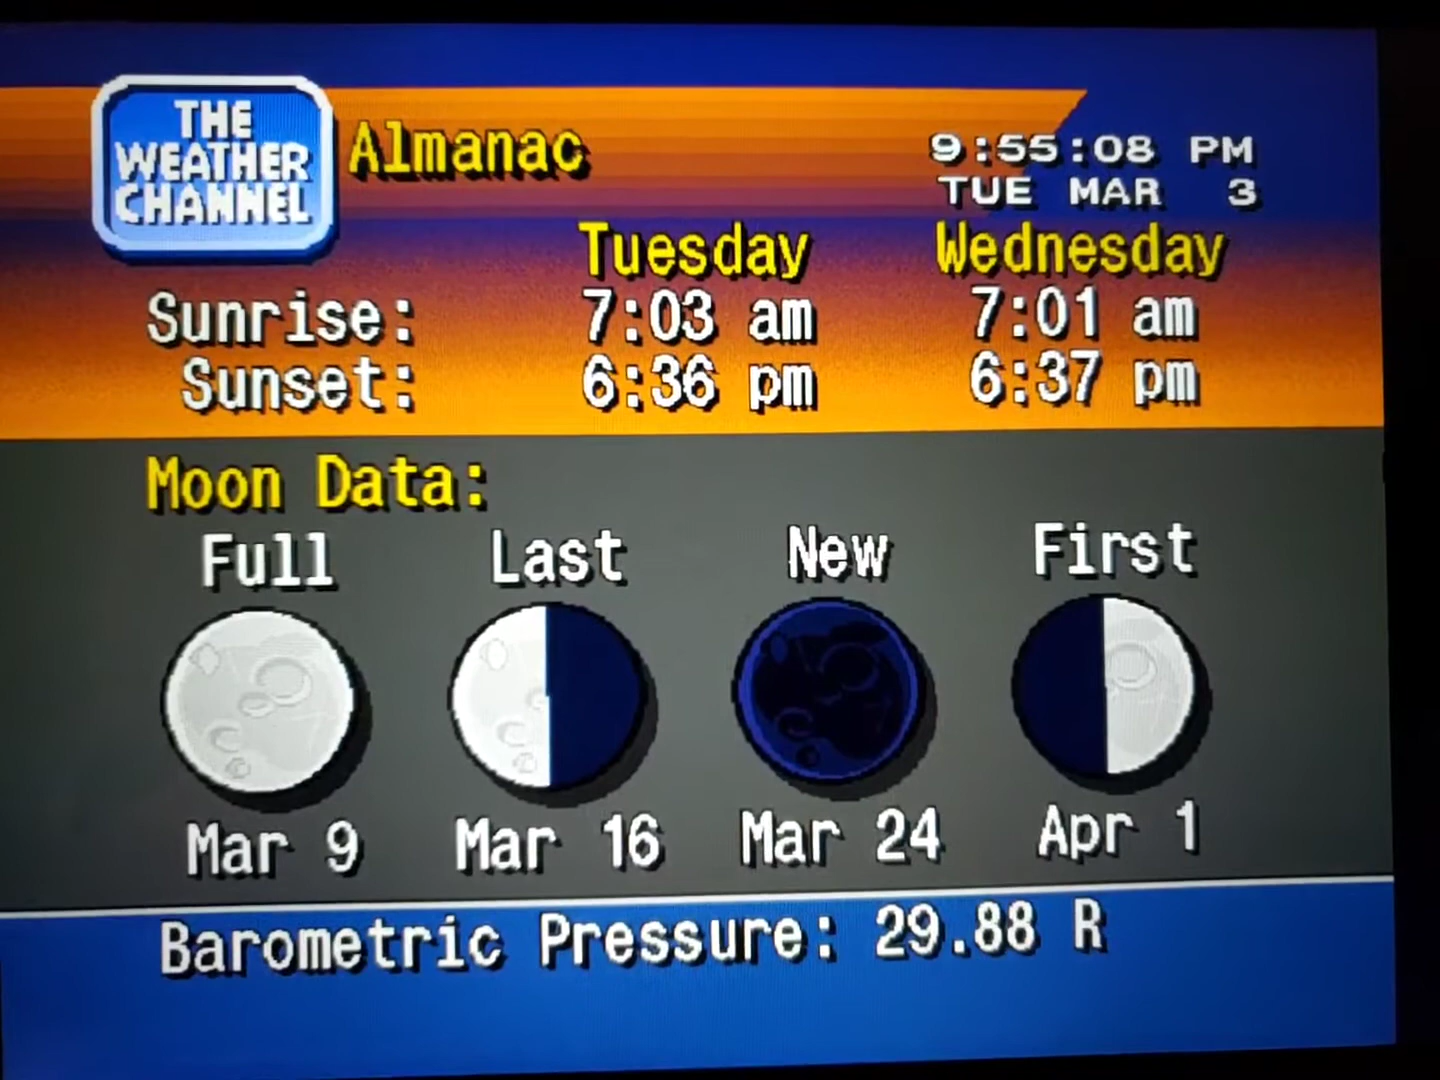 THE
WEATHER
CHANNEL
Almanac
9:55:08 PM
TUE MAR 3
Tuesday Wednesday
Sunrise: 7:03 am 7:01 am
Sunset: 6:36 pm 6:37 pm
Moon Data:
Full Last New First
Mar 9 Mar 16 Mar 24 Apr 1
Barometric Pressure: 29.88 R